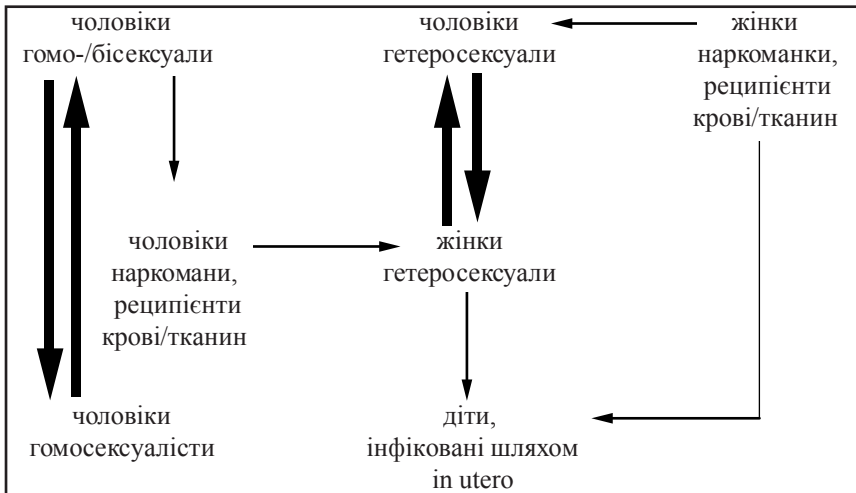 чоловіки
гомо-/бісексуали
чоловіки
гетеросексуали
жінки
наркоманки,
реципієнти
крові/тканин
чоловіки
наркомани,
реципієнти
крові/тканин
жінки
гетеросексуали
чоловіки
гомосексуалісти
діти,
інфіковані шляхом
in utero